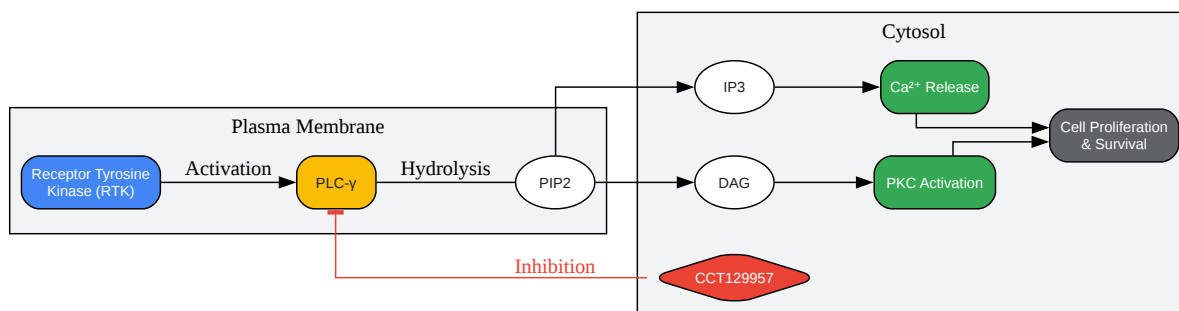 Cytosol
IP3
Ca²⁺ Release
Plasma Membrane
Cell Proliferation
& Survival
Receptor Tyrosine
Kinase (RTK)
Activation
PLC-γ
Hydrolysis
PIP2
DAG
PKC Activation
Inhibition
CCT129957